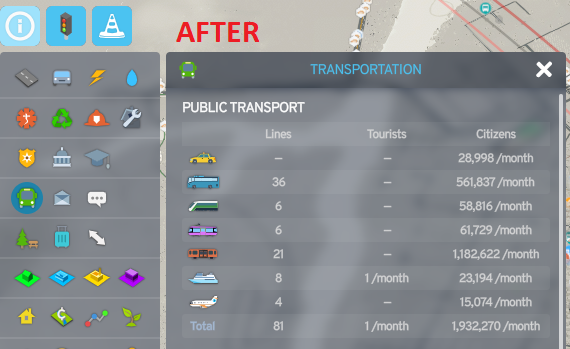 AFTER
TRANSPORTATION
PUBLIC TRANSPORT
Lines Tourists Citizens
– – 28,998 /month
36 – 561,837 /month
6 – 58,816 /month
6 – 61,729 /month
21 – 1,182,622 /month
8 1 /month 23,194 /month
4 – 15,074 /month
Total 81 1 /month 1,932,270 /month